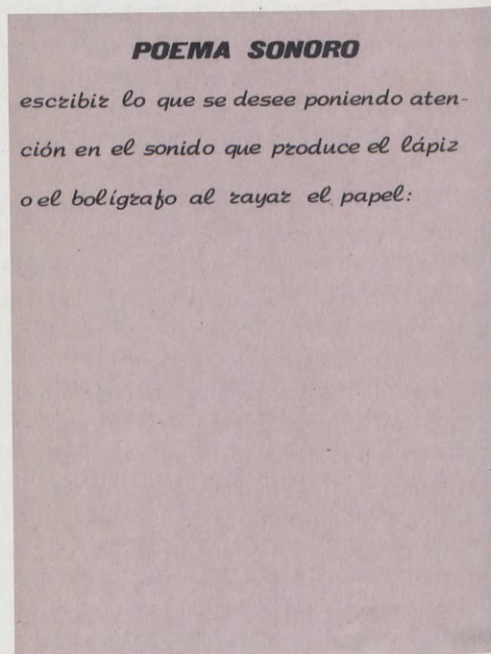 POEMA SONORO
escribir lo que se desee poniendo aten-
ción en el sonido que produce el lápiz
o el bolígrafo al rayar el papel: